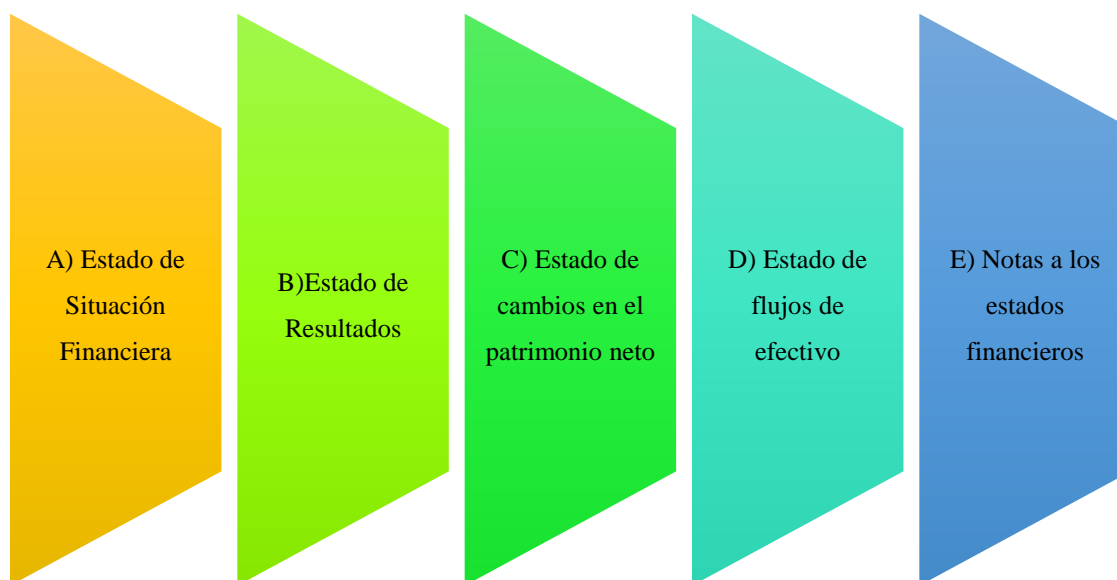 A) Estado de
Situación
Financiera
B)Estado de
Resultados
C) Estado de
cambios en el
patrimonio neto
D) Estado de
flujos de
efectivo
E) Notas a los
estados
financieros